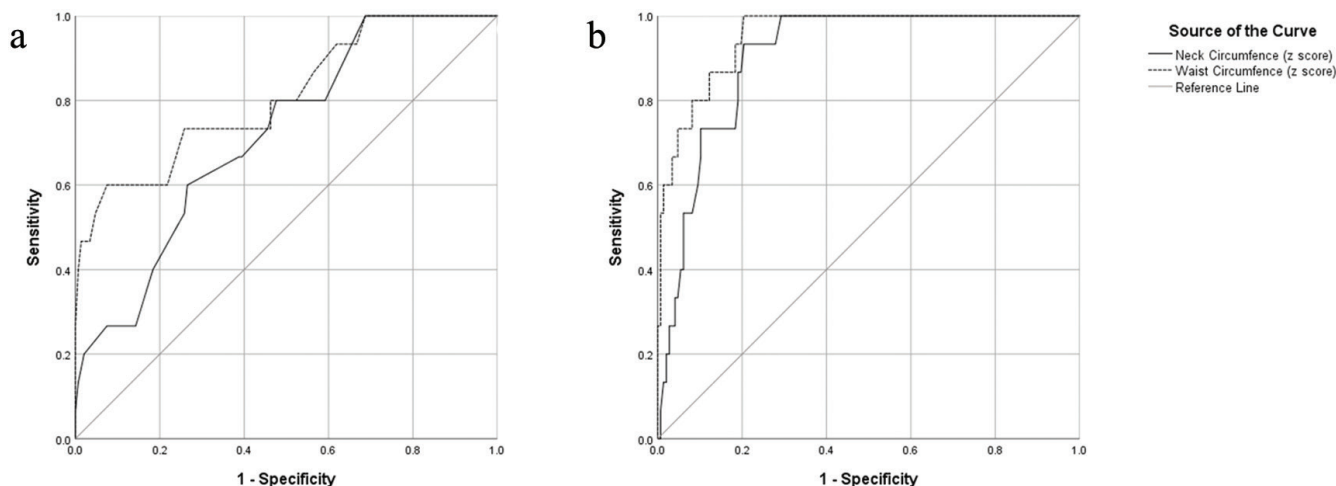 a
1.0
0.8
0.6
0.4
0.2
0.0
Sensitivity
0.0 0.2 0.4 0.6 0.8 1.0
1 - Specificity
b
1.0
0.8
0.6
0.4
0.2
0.0
Sensitivity
0.0 0.2 0.4 0.6 0.8 1.0
1 - Specificity
Source of the Curve
Neck Circumfence (z score)
Waist Circumfence (z score)
Reference Line